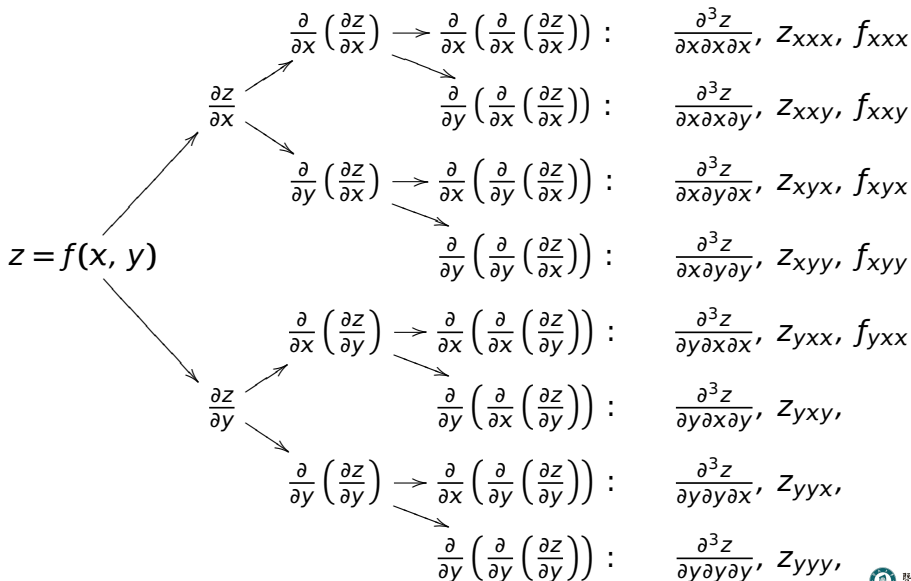 ∂/∂x (∂z/∂x) → ∂/∂x (∂/∂x (∂z/∂x)) : ∂³z/∂x∂x∂x, z_xxx, f_xxx
∂z/∂x ∂/∂y (∂/∂x (∂z/∂x)) : ∂³z/∂x∂x∂y, z_xxy, f_xxy
∂/∂y (∂z/∂x) → ∂/∂x (∂/∂y (∂z/∂x)) : ∂³z/∂x∂y∂x, z_xyx, f_xyx
z = f(x, y) ∂/∂y (∂/∂y (∂z/∂x)) : ∂³z/∂x∂y∂y, z_xyy, f_xyy
∂/∂x (∂z/∂y) → ∂/∂x (∂/∂x (∂z/∂y)) : ∂³z/∂y∂x∂x, z_yxx, f_yxx
∂z/∂y ∂/∂y (∂/∂x (∂z/∂y)) : ∂³z/∂y∂x∂y, z_yxy,
∂/∂y (∂z/∂y) → ∂/∂x (∂/∂y (∂z/∂y)) : ∂³z/∂y∂y∂x, z_yyx,
∂/∂y (∂/∂y (∂z/∂y)) : ∂³z/∂y∂y∂y, z_yyy,